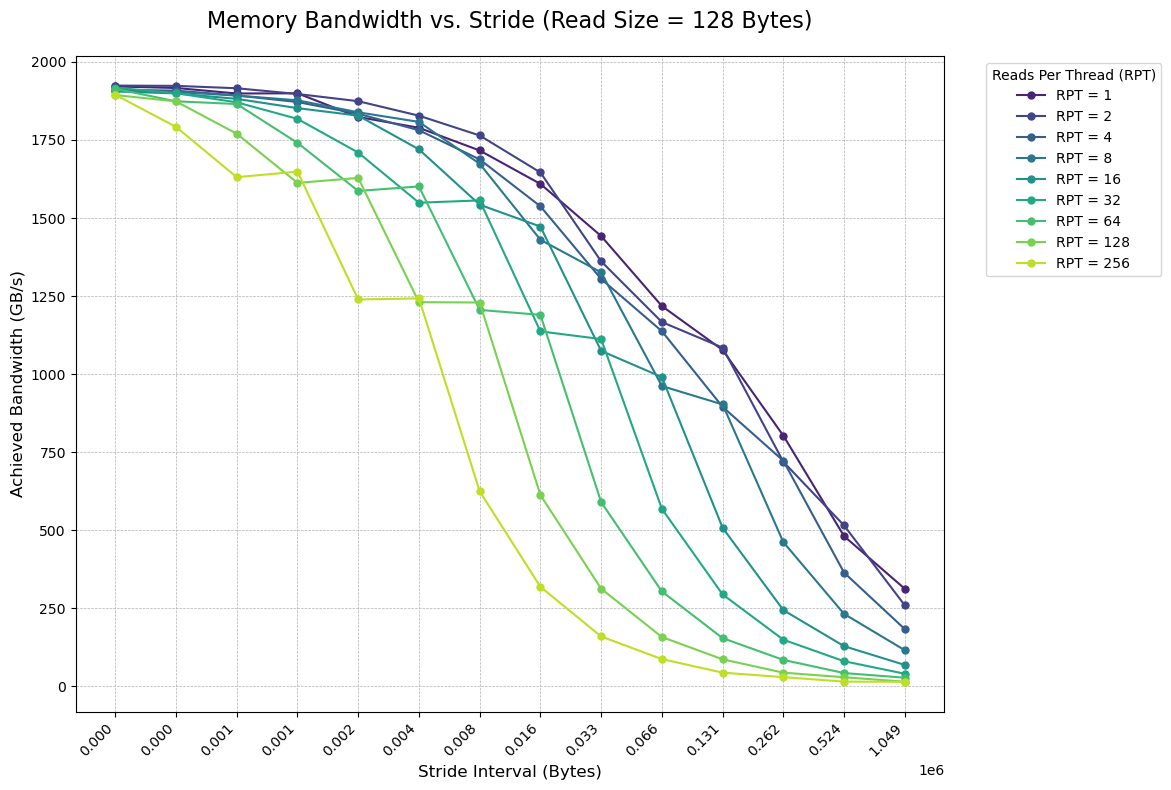 Memory Bandwidth vs. Stride (Read Size = 128 Bytes)
Achieved Bandwidth (GB/s)
2000
1750
1500
1250
1000
750
500
250
0
0.000
0.000
0.001
0.001
0.002
0.004
0.008
0.016
0.033
0.066
0.131
0.262
0.524
1.049
1e6
Stride Interval (Bytes)
Reads Per Thread (RPT)
RPT = 1
RPT = 2
RPT = 4
RPT = 8
RPT = 16
RPT = 32
RPT = 64
RPT = 128
RPT = 256